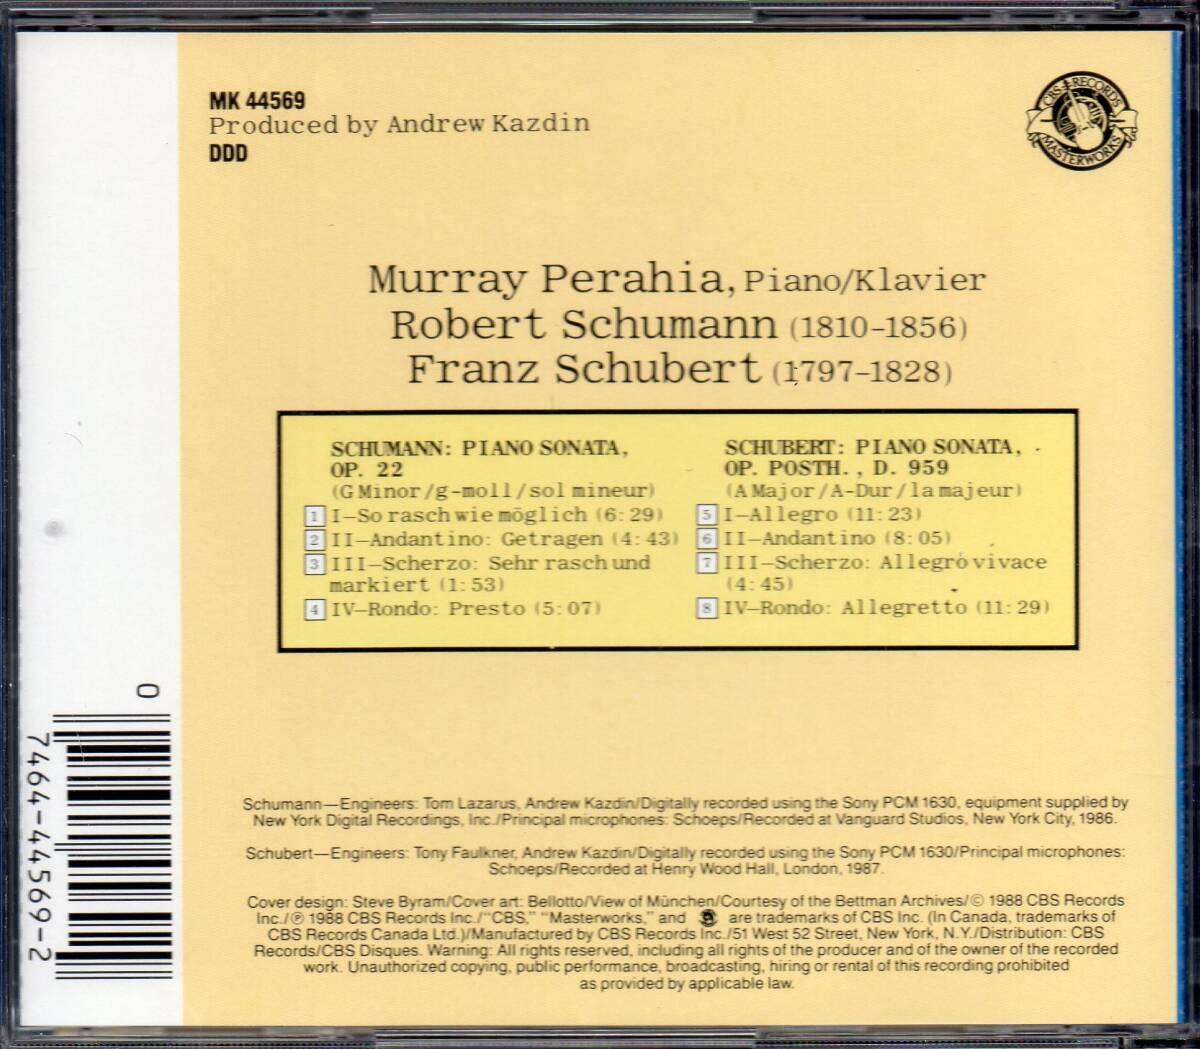 MK 44569
Produced by Andrew Kazdin
DDD
CBS RECORDS
MASTERWORKS
Murray Perahia, Piano/Klavier
Robert Schumann (1810-1856)
Franz Schubert (1797-1828)
SCHUMANN: PIANO SONATA,
OP. 22
(G Minor/g-moll/sol mineur)
1 I—So rasch wie möglich (6:29)
2 II—Andantino: Getragen (4:43)
3 III—Scherzo: Sehr rasch und
markiert (1:53)
4 IV—Rondo: Presto (5:07)
SCHUBERT: PIANO SONATA,
OP. POSTH., D. 959
(A Major/A-Dur/la majeur)
5 I—Allegro (11:23)
6 II—Andantino (8:05)
7 III—Scherzo: Allegro vivace
(4:45)
8 IV—Rondo: Allegretto (11:29)
0
7464-44569-2
Schumann—Engineers: Tom Lazarus, Andrew Kazdin/Digitally recorded using the Sony PCM 1630, equipment supplied by
New York Digital Recordings, Inc./Principal microphones: Schoeps/Recorded at Vanguard Studios, New York City, 1986.
Schubert—Engineers: Tony Faulkner, Andrew Kazdin/Digitally recorded using the Sony PCM 1630/Principal microphones:
Schoeps/Recorded at Henry Wood Hall, London, 1987.
Cover design: Steve Byram/Cover art: Bellotto/View of München/Courtesy of the Bettman Archives/© 1988 CBS Records
Inc./℗ 1988 CBS Records Inc./"CBS," "Masterworks," and are trademarks of CBS Inc. (In Canada, trademarks of
CBS Records Canada Ltd.)/Manufactured by CBS Records Inc./51 West 52 Street, New York, N.Y./Distribution: CBS
Records/CBS Disques. Warning: All rights reserved, including all rights of the producer and of the owner of the recorded
work. Unauthorized copying, public performance, broadcasting, hiring or rental of this recording prohibited
as provided by applicable law.